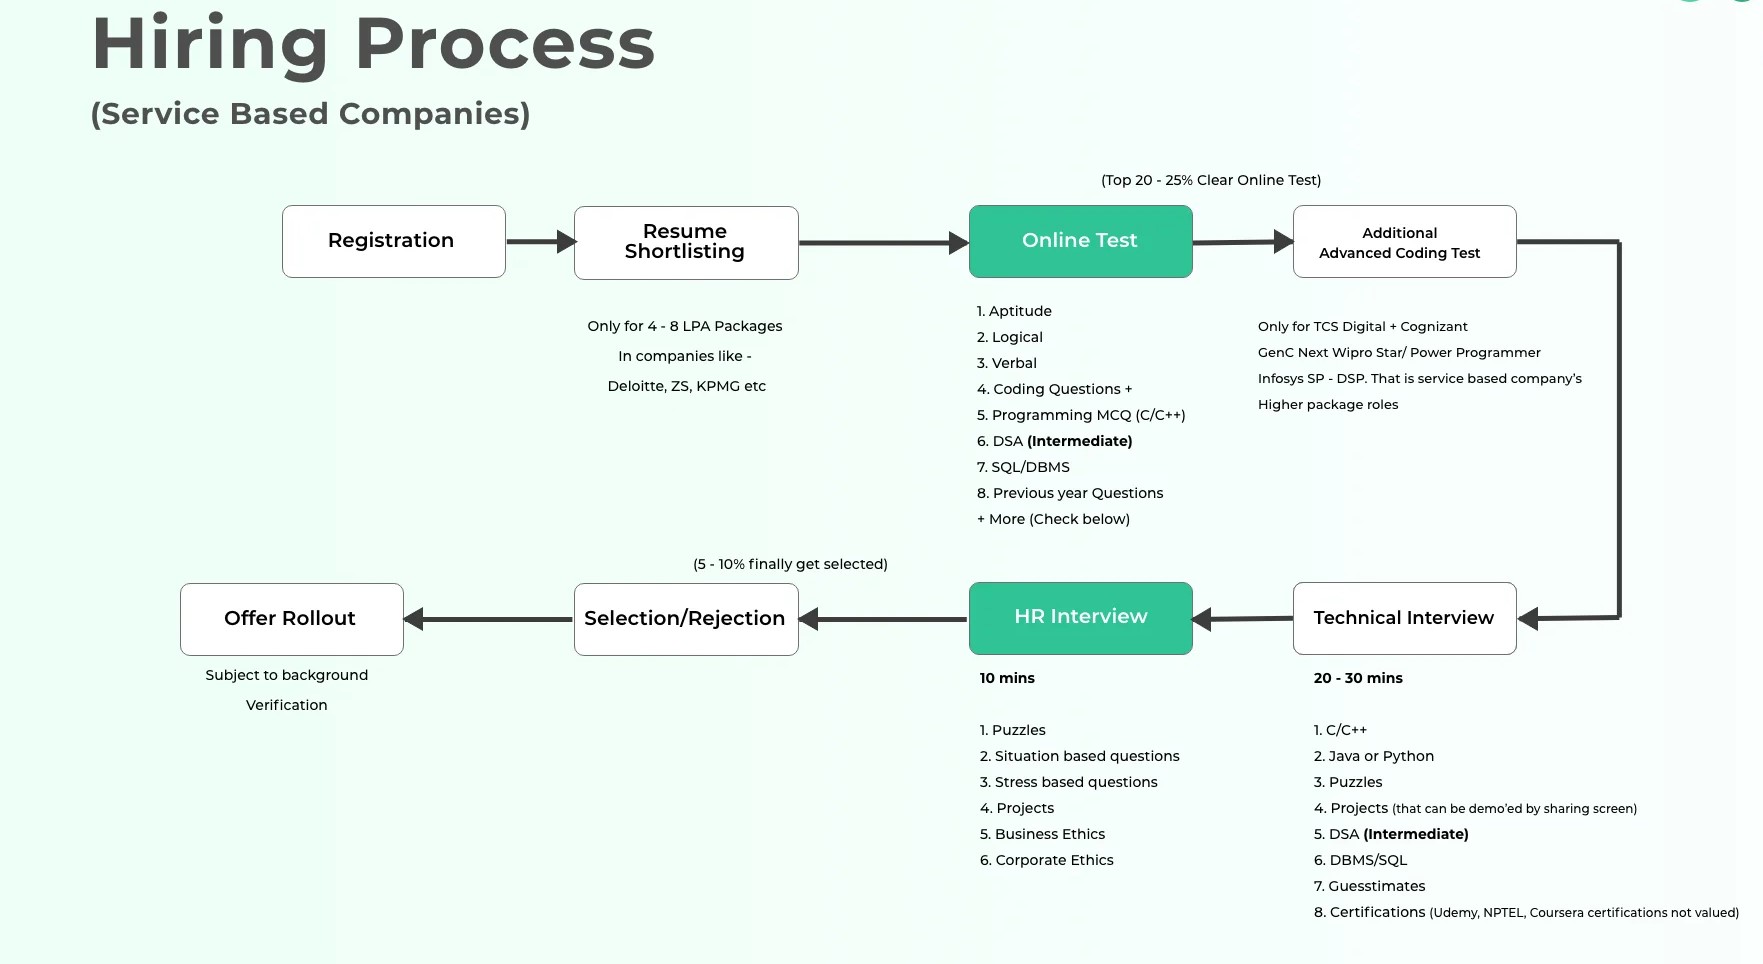 Hiring Process
(Service Based Companies)
(Top 20 - 25% Clear Online Test)
Registration
Resume
Shortlisting
Online Test
Additional
Advanced Coding Test
Only for 4 - 8 LPA Packages
In companies like -
Deloitte, ZS, KPMG etc
1. Aptitude
2. Logical
3. Verbal
4. Coding Questions +
5. Programming MCQ (C/C++)
6. DSA (Intermediate)
7. SQL/DBMS
8. Previous year Questions
+ More (Check below)
Only for TCS Digital + Cognizant
GenC Next Wipro Star/ Power Programmer
Infosys SP - DSP. That is service based company's
Higher package roles
(5 - 10% finally get selected)
Offer Rollout
Selection/Rejection
HR Interview
Technical Interview
Subject to background
Verification
10 mins
1. Puzzles
2. Situation based questions
3. Stress based questions
4. Projects
5. Business Ethics
6. Corporate Ethics
20 - 30 mins
1. C/C++
2. Java or Python
3. Puzzles
4. Projects (that can be demo'ed by sharing screen)
5. DSA (Intermediate)
6. DBMS/SQL
7. Guesstimates
8. Certifications (Udemy, NPTEL, Coursera certifications not valued)